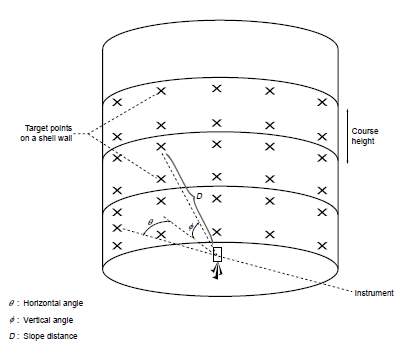 Target points
on a shell wall
Course
height
D
θ
ϕ
Instrument
θ : Horizontal angle
ϕ : Vertical angle
D : Slope distance